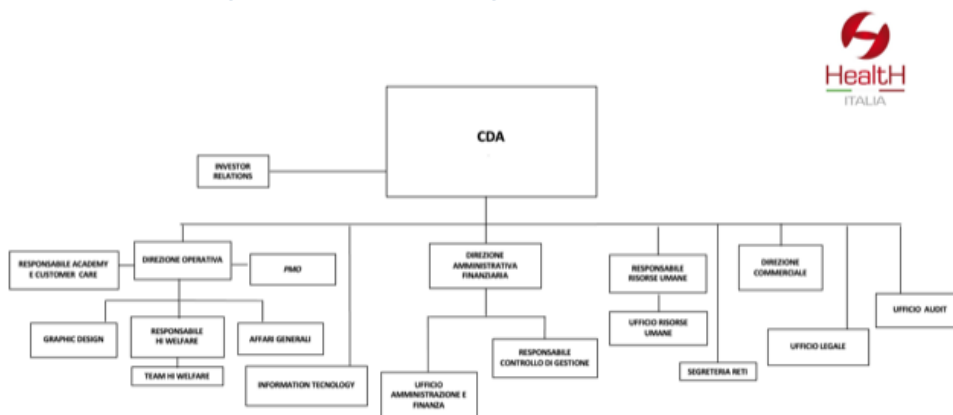 HealtH
ITALIA
CDA
INVESTOR
RELATIONS
RESPONSABILE ACADEMY
E CUSTOMER CARE
DIREZIONE OPERATIVA
PMO
DIREZIONE
AMMINISTRATIVA
FINANZIARIA
RESPONSABILE
RISORSE UMANE
DIREZIONE
COMMERCIALE
UFFICIO AUDIT
GRAPHIC DESIGN
RESPONSABILE
HI WELFARE
AFFARI GENERALI
UFFICIO RISORSE
UMANE
UFFICIO LEGALE
TEAM HI WELFARE
INFORMATION TECNOLOGY
UFFICIO
AMMINISTRAZIONE E
FINANZA
RESPONSABILE
CONTROLLO DI GESTIONE
SEGRETERIA RETI